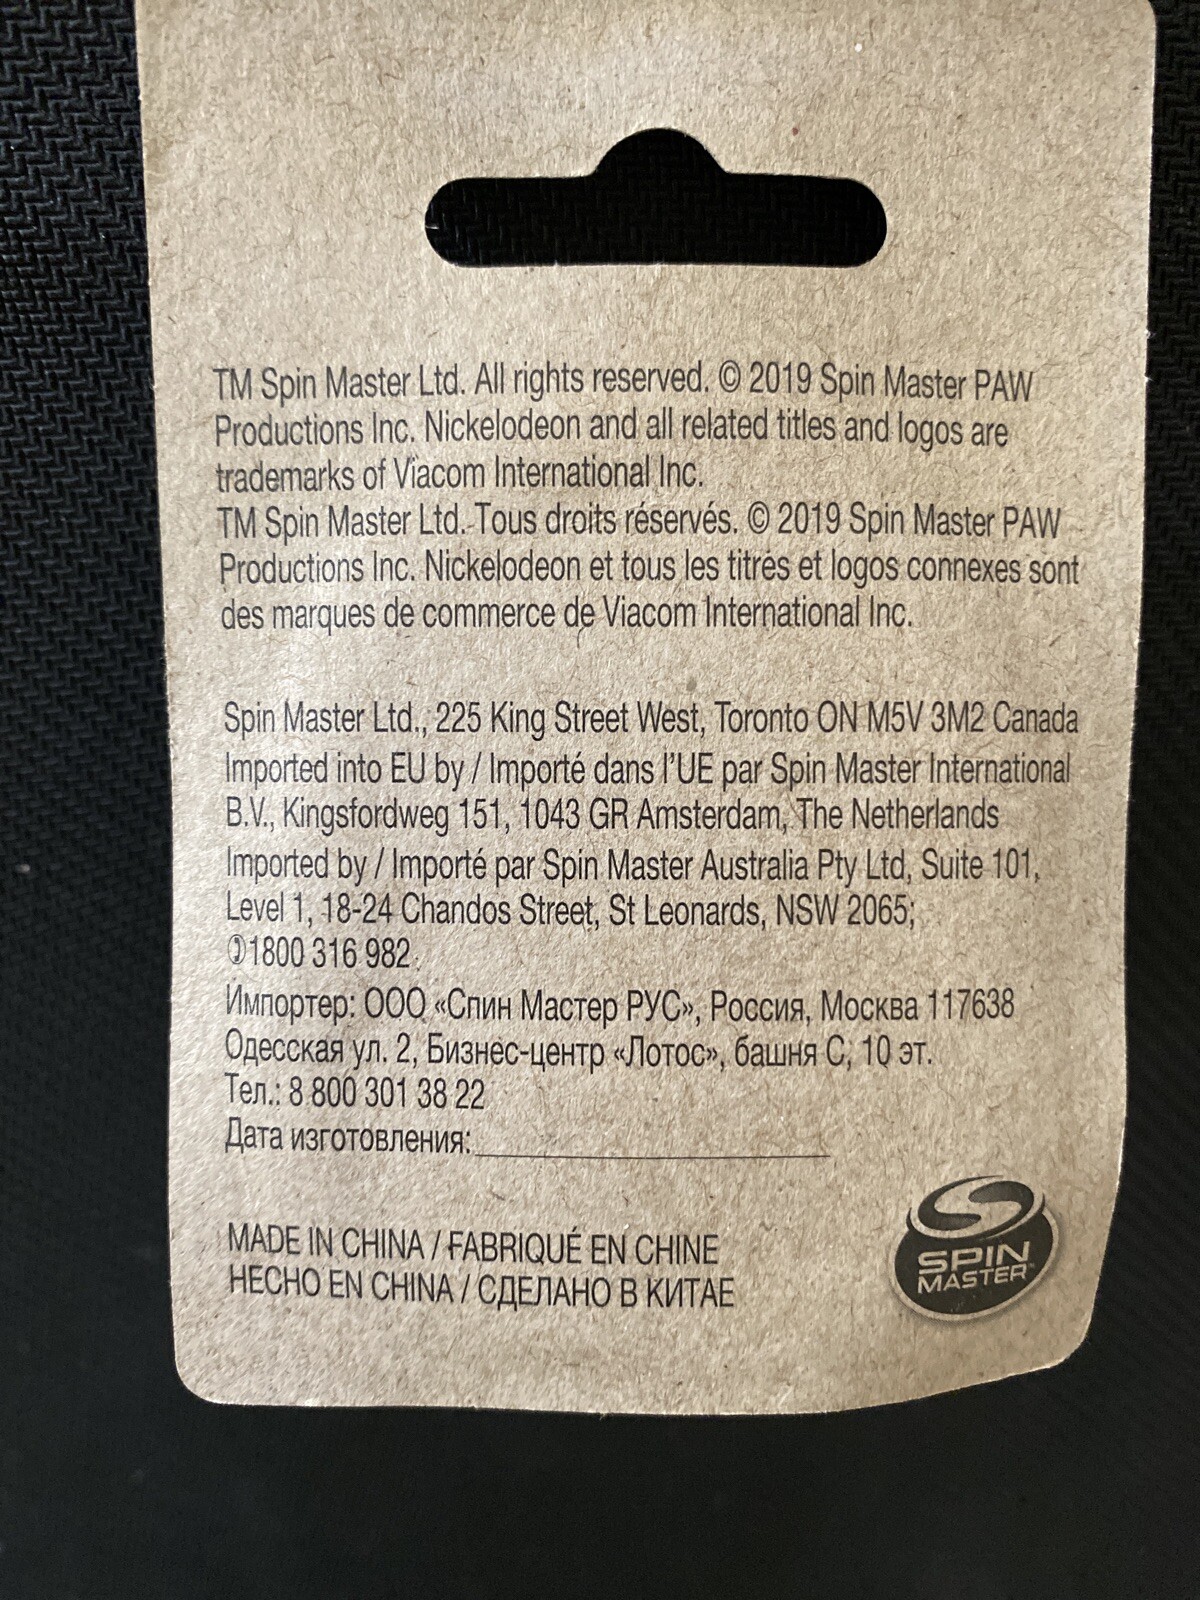 TM Spin Master Ltd. All rights reserved. © 2019 Spin Master PAW
Productions Inc. Nickelodeon and all related titles and logos are
trademarks of Viacom International Inc.
TM Spin Master Ltd. Tous droits réservés. © 2019 Spin Master PAW
Productions Inc. Nickelodeon et tous les titres et logos connexes sont
des marques de commerce de Viacom International Inc.
Spin Master Ltd., 225 King Street West, Toronto ON M5V 3M2 Canada
Imported into EU by / Importé dans l'UE par Spin Master International
B.V., Kingsfordweg 151, 1043 GR Amsterdam, The Netherlands
Imported by / Importé par Spin Master Australia Pty Ltd, Suite 101,
Level 1, 18-24 Chandos Street, St Leonards, NSW 2065;
✆1800 316 982.
Импортер: ООО «Спин Мастер РУС», Россия, Москва 117638
Одесская ул. 2, Бизнес-центр «Лотос», башня С, 10 эт.
Тел.: 8 800 301 38 22
Дата изготовления:_______________
MADE IN CHINA / FABRIQUÉ EN CHINE
HECHO EN CHINA / СДЕЛАНО В КИТАЕ
SPIN
MASTER